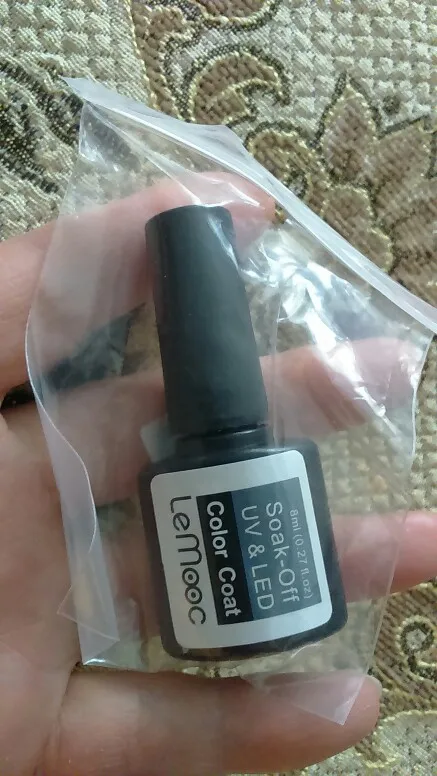 8ml (0.27 fl.oz)
Soak-Off
UV & LED
Color Coat
LeMooc